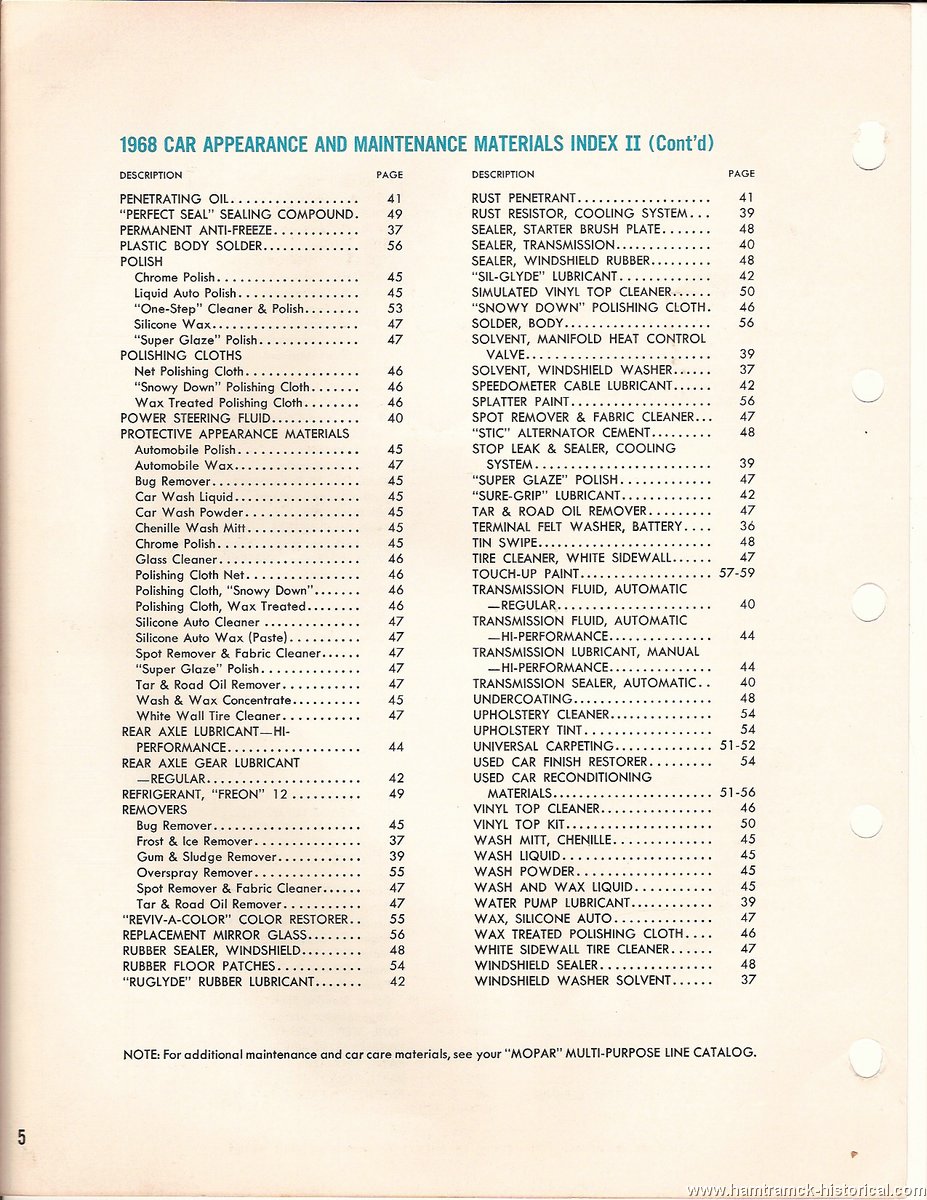 1968 CAR APPEARANCE AND MAINTENANCE MATERIALS INDEX II (Cont'd)
DESCRIPTION PAGE
PENETRATING OIL.................. 41
"PERFECT SEAL" SEALING COMPOUND. 49
PERMANENT ANTI-FREEZE............ 37
PLASTIC BODY SOLDER.............. 56
POLISH
Chrome Polish................... 45
Liquid Auto Polish................. 45
"One-Step" Cleaner & Polish........ 53
Silicone Wax.................... 47
"Super Glaze" Polish.............. 47
POLISHING CLOTHS
Net Polishing Cloth................ 46
"Snowy Down" Polishing Cloth....... 46
Wax Treated Polishing Cloth........ 46
POWER STEERING FLUID............ 40
PROTECTIVE APPEARANCE MATERIALS
Automobile Polish................. 45
Automobile Wax................. 47
Bug Remover.................... 45
Car Wash Liquid................. 45
Car Wash Powder................ 45
Chenille Wash Mitt................ 45
Chrome Polish................... 45
Glass Cleaner................... 46
Polishing Cloth Net................ 46
Polishing Cloth, "Snowy Down"....... 46
Polishing Cloth, Wax Treated........ 46
Silicone Auto Cleaner ............. 47
Silicone Auto Wax (Paste).......... 47
Spot Remover & Fabric Cleaner...... 47
"Super Glaze" Polish.............. 47
Tar & Road Oil Remover........... 47
Wash & Wax Concentrate.......... 45
White Wall Tire Cleaner........... 47
REAR AXLE LUBRICANT—HI-
PERFORMANCE.................. 44
REAR AXLE GEAR LUBRICANT
—REGULAR..................... 42
REFRIGERANT, "FREON" 12 .......... 49
REMOVERS
Bug Remover.................... 45
Frost & Ice Remover............... 37
Gum & Sludge Remover............ 39
Overspray Remover............... 55
Spot Remover & Fabric Cleaner...... 47
Tar & Road Oil Remover........... 47
"REVIV-A-COLOR" COLOR RESTORER.. 55
REPLACEMENT MIRROR GLASS........ 56
RUBBER SEALER, WINDSHIELD........ 48
RUBBER FLOOR PATCHES............ 54
"RUGLYDE" RUBBER LUBRICANT....... 42
DESCRIPTION PAGE
RUST PENETRANT.................. 41
RUST RESISTOR, COOLING SYSTEM... 39
SEALER, STARTER BRUSH PLATE....... 48
SEALER, TRANSMISSION............. 40
SEALER, WINDSHIELD RUBBER......... 48
"SIL-GLYDE" LUBRICANT............. 42
SIMULATED VINYL TOP CLEANER...... 50
"SNOWY DOWN" POLISHING CLOTH. 46
SOLDER, BODY.................... 56
SOLVENT, MANIFOLD HEAT CONTROL
VALVE......................... 39
SOLVENT, WINDSHIELD WASHER...... 37
SPEEDOMETER CABLE LUBRICANT...... 42
SPLATTER PAINT................... 56
SPOT REMOVER & FABRIC CLEANER... 47
"STIC" ALTERNATOR CEMENT......... 48
STOP LEAK & SEALER, COOLING
SYSTEM........................ 39
"SUPER GLAZE" POLISH............. 47
"SURE-GRIP" LUBRICANT............. 42
TAR & ROAD OIL REMOVER......... 47
TERMINAL FELT WASHER, BATTERY.... 36
TIN SWIPE....................... 48
TIRE CLEANER, WHITE SIDEWALL...... 47
TOUCH-UP PAINT.................. 57-59
TRANSMISSION FLUID, AUTOMATIC
—REGULAR..................... 40
TRANSMISSION FLUID, AUTOMATIC
—HI-PERFORMANCE.............. 44
TRANSMISSION LUBRICANT, MANUAL
—HI-PERFORMANCE.............. 44
TRANSMISSION SEALER, AUTOMATIC.. 40
UNDERCOATING................... 48
UPHOLSTERY CLEANER.............. 54
UPHOLSTERY TINT.................. 54
UNIVERSAL CARPETING............. 51-52
USED CAR FINISH RESTORER......... 54
USED CAR RECONDITIONING
MATERIALS...................... 51-56
VINYL TOP CLEANER............... 46
VINYL TOP KIT.................... 50
WASH MITT, CHENILLE.............. 45
WASH LIQUID.................... 45
WASH POWDER................... 45
WASH AND WAX LIQUID........... 45
WATER PUMP LUBRICANT........... 39
WAX, SILICONE AUTO............. 47
WAX TREATED POLISHING CLOTH.... 46
WHITE SIDEWALL TIRE CLEANER...... 47
WINDSHIELD SEALER............... 48
WINDSHIELD WASHER SOLVENT...... 37
NOTE: For additional maintenance and car care materials, see your "MOPAR" MULTI-PURPOSE LINE CATALOG.
5
www.hamtramck-historical.com